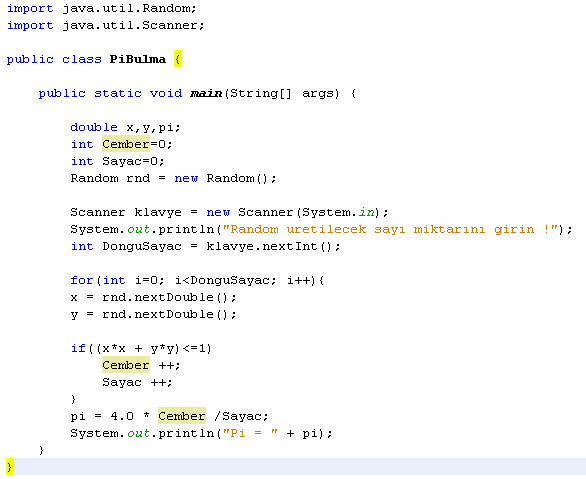 import java.util.Random;
import java.util.Scanner;
public class PiBulma {
public static void main(String[] args) {
double x,y,pi;
int Cember=0;
int Sayac=0;
Random rnd = new Random();
Scanner klavye = new Scanner(System.in);
System.out.println("Random uretilecek sayı miktarını girin !");
int DonguSayac = klavye.nextInt();
for(int i=0; i<DonguSayac; i++){
x = rnd.nextDouble();
y = rnd.nextDouble();
if((x*x + y*y)<=1)
Cember ++;
Sayac ++;
}
pi = 4.0 * Cember /Sayac;
System.out.println("Pi = " + pi);
}
}